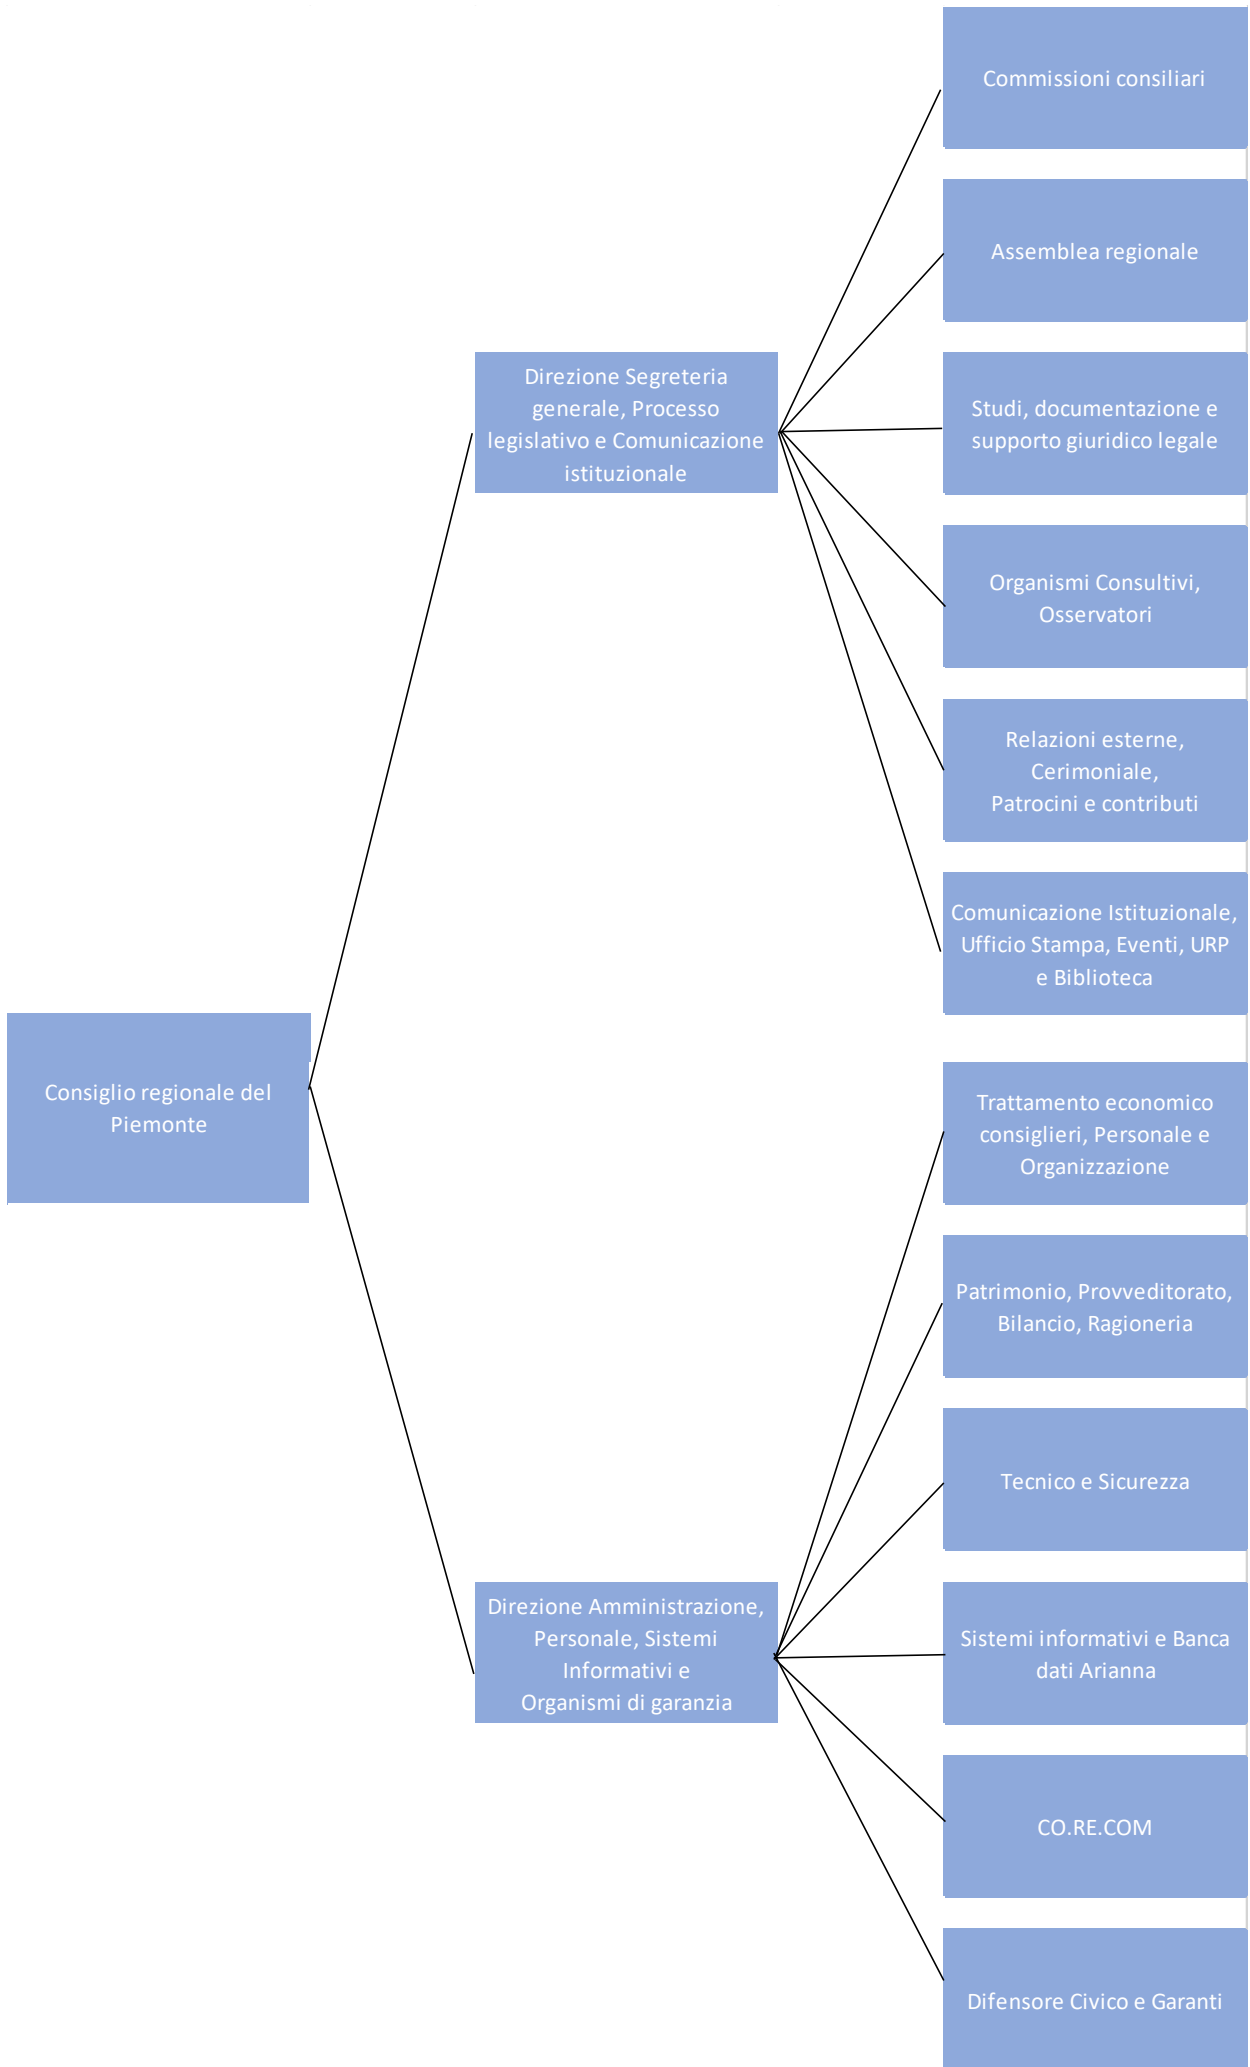 Consiglio regionale del
Piemonte
Direzione Segreteria
generale, Processo
legislativo e Comunicazione
istituzionale
Commissioni consiliari
Assemblea regionale
Studi, documentazione e
supporto giuridico legale
Organismi Consultivi,
Osservatori
Relazioni esterne,
Cerimoniale,
Patrocini e contributi
Comunicazione Istituzionale,
Ufficio Stampa, Eventi, URP
e Biblioteca
Direzione Amministrazione,
Personale, Sistemi
Informativi e
Organismi di garanzia
Trattamento economico
consiglieri, Personale e
Organizzazione
Patrimonio, Provveditorato,
Bilancio, Ragioneria
Tecnico e Sicurezza
Sistemi informativi e Banca
dati Arianna
CO.RE.COM
Difensore Civico e Garanti